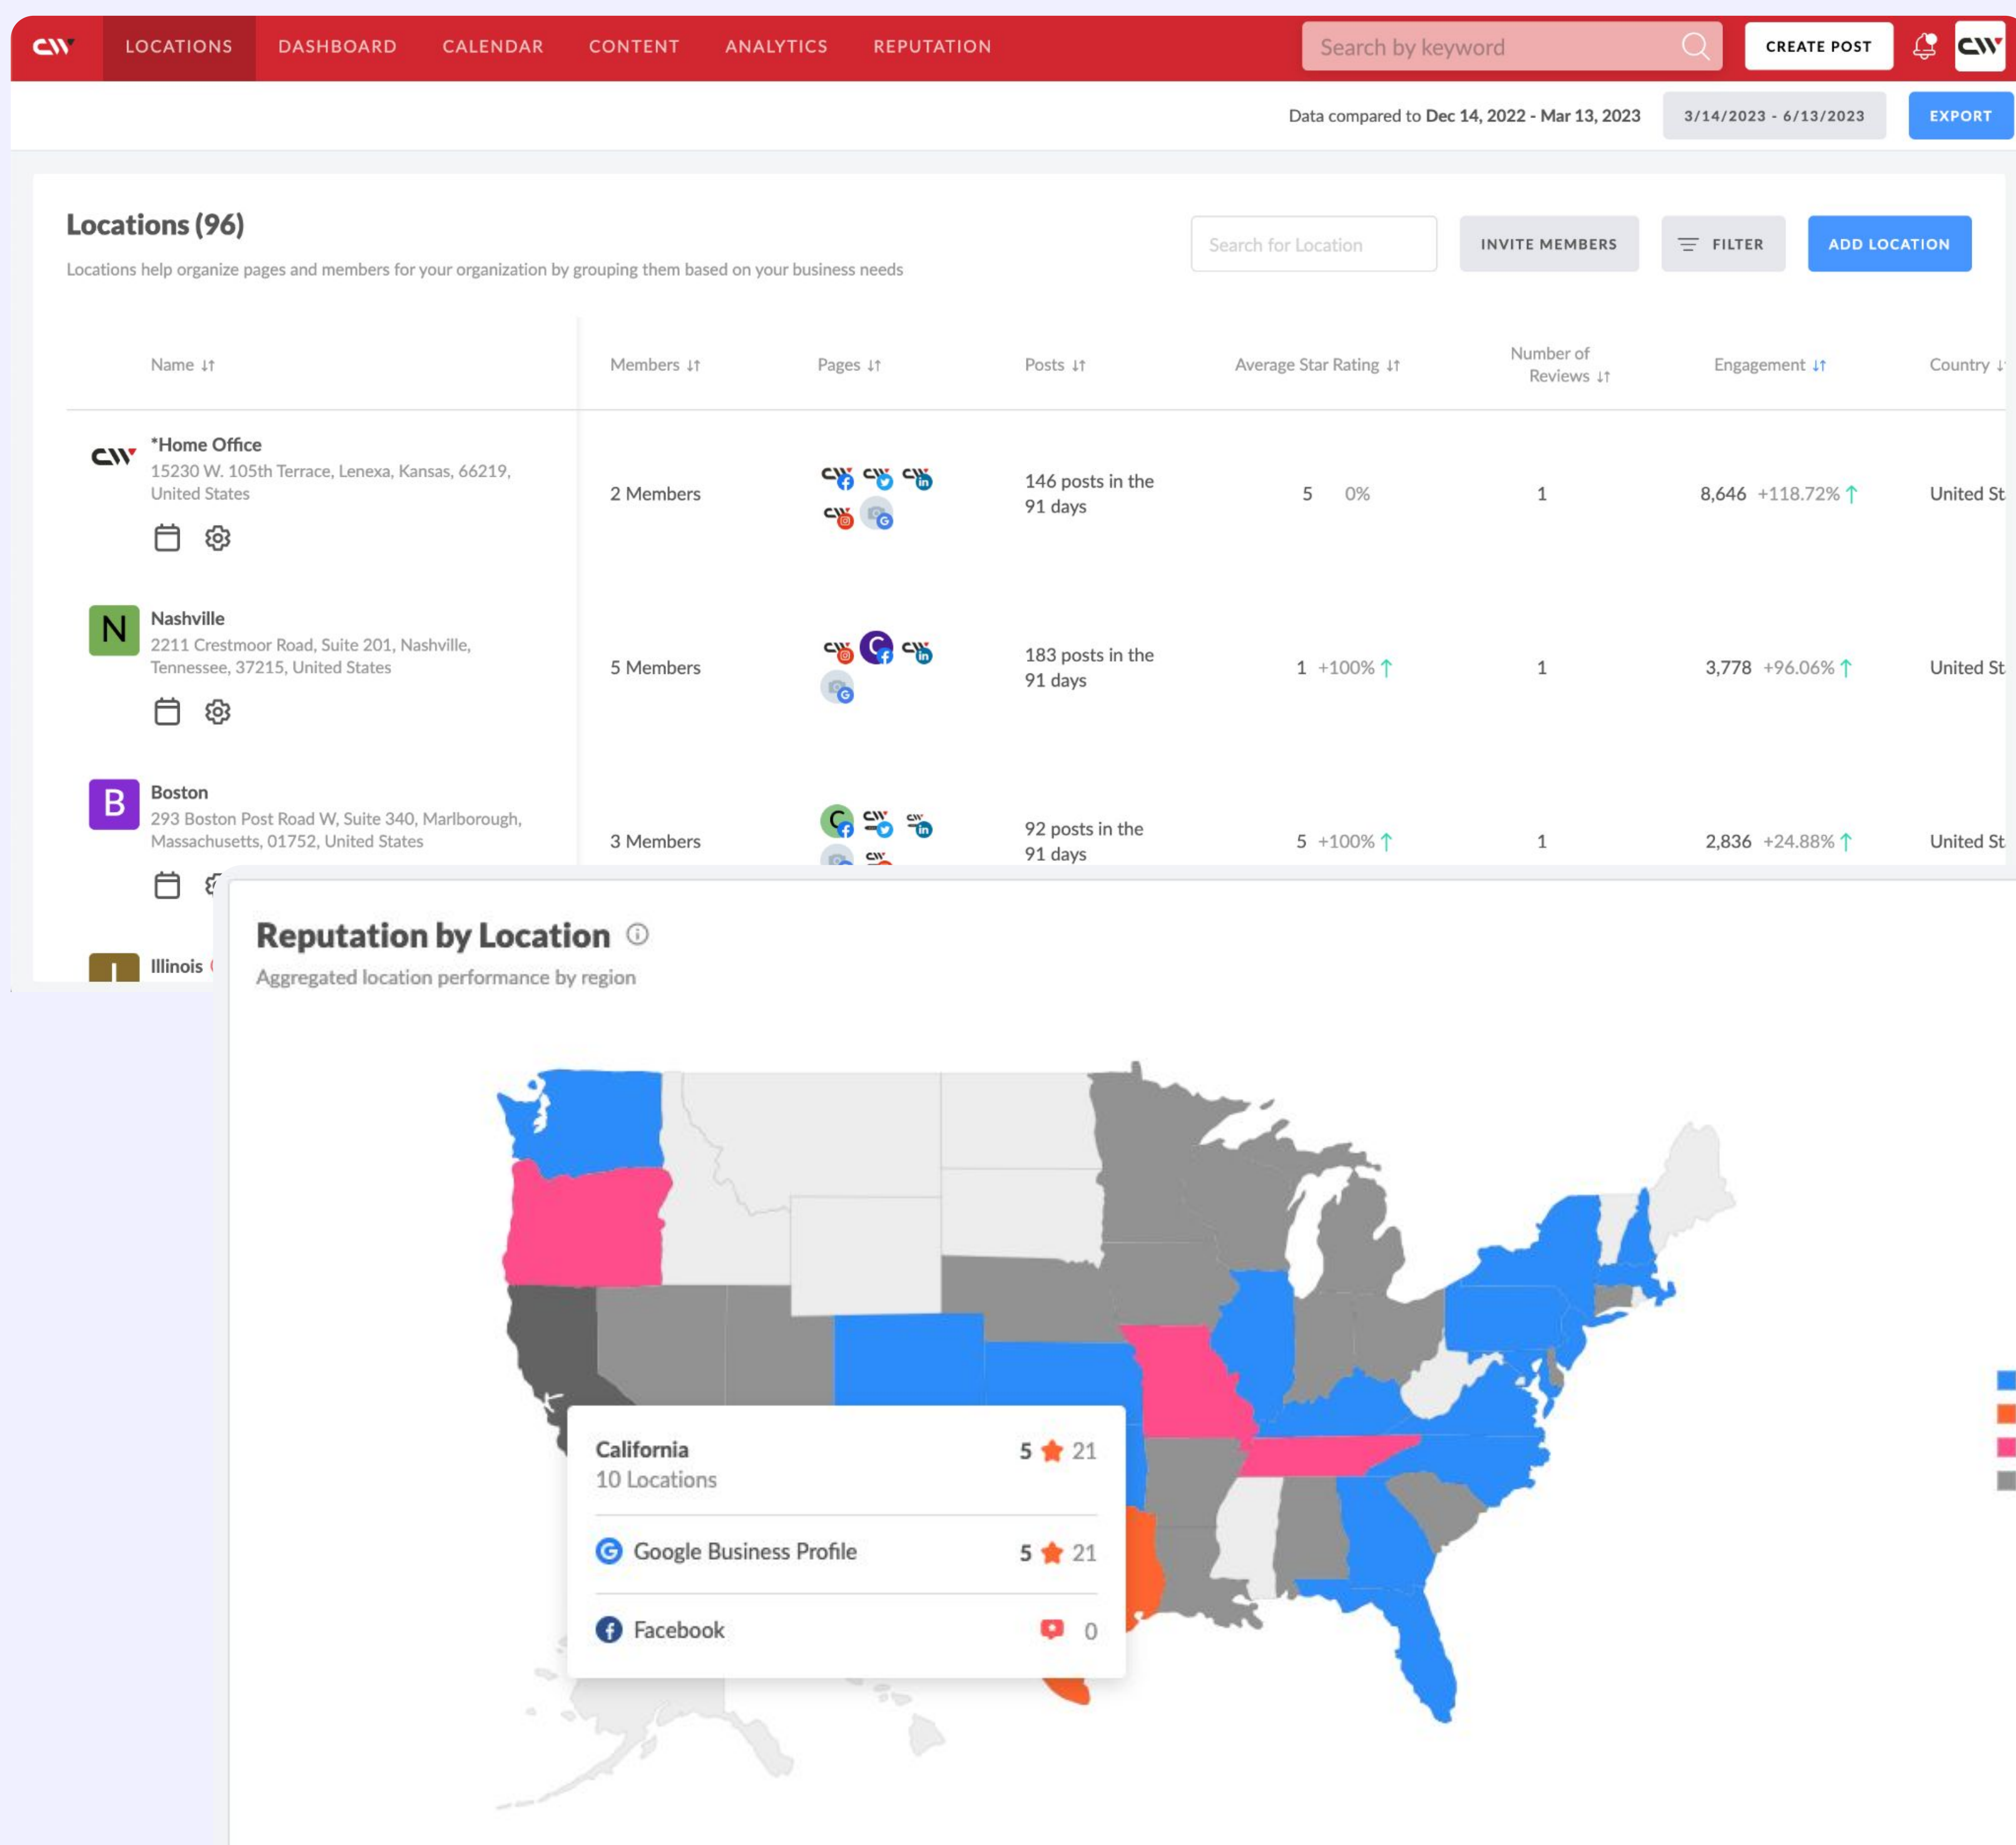 CW LOCATIONS DASHBOARD CALENDAR CONTENT ANALYTICS REPUTATION Search by keyword CREATE POST CW
Data compared to Dec 14, 2022 - Mar 13, 2023 3/14/2023 - 6/13/2023 EXPORT
Locations (96)
Locations help organize pages and members for your organization by grouping them based on your business needs
Search for Location INVITE MEMBERS FILTER ADD LOCATION
Name Members Pages Posts Average Star Rating Number of Reviews Engagement Country
CW *Home Office
15230 W. 105th Terrace, Lenexa, Kansas, 66219,
United States
2 Members
146 posts in the
91 days
5 0% 1 8,646 +118.72% United St
N Nashville
2211 Crestmoor Road, Suite 201, Nashville,
Tennessee, 37215, United States
5 Members
183 posts in the
91 days
1 +100% 1 3,778 +96.06% United St
B Boston
293 Boston Post Road W, Suite 340, Marlborough,
Massachusetts, 01752, United States
3 Members
92 posts in the
91 days
5 +100% 1 2,836 +24.88% United St
Illinois
Reputation by Location
Aggregated location performance by region
California 5 21
10 Locations
Google Business Profile 5 21
Facebook 0